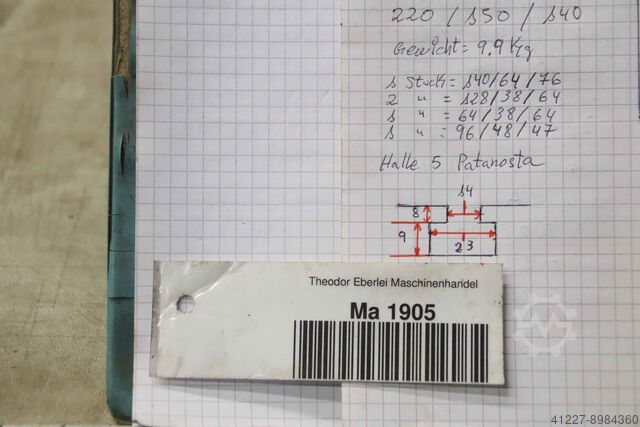 220 / 150 / 140
Gewicht = 9.9 Kg
1 Stück = 140/64/76
2 " = 128/38/64
1 " = 64/38/64
1 " = 96/48/47
Halle 5 Patanosta
14
8
9
23
Theodor Eberlei Maschinenhandel
Ma 1905
41227-8984360